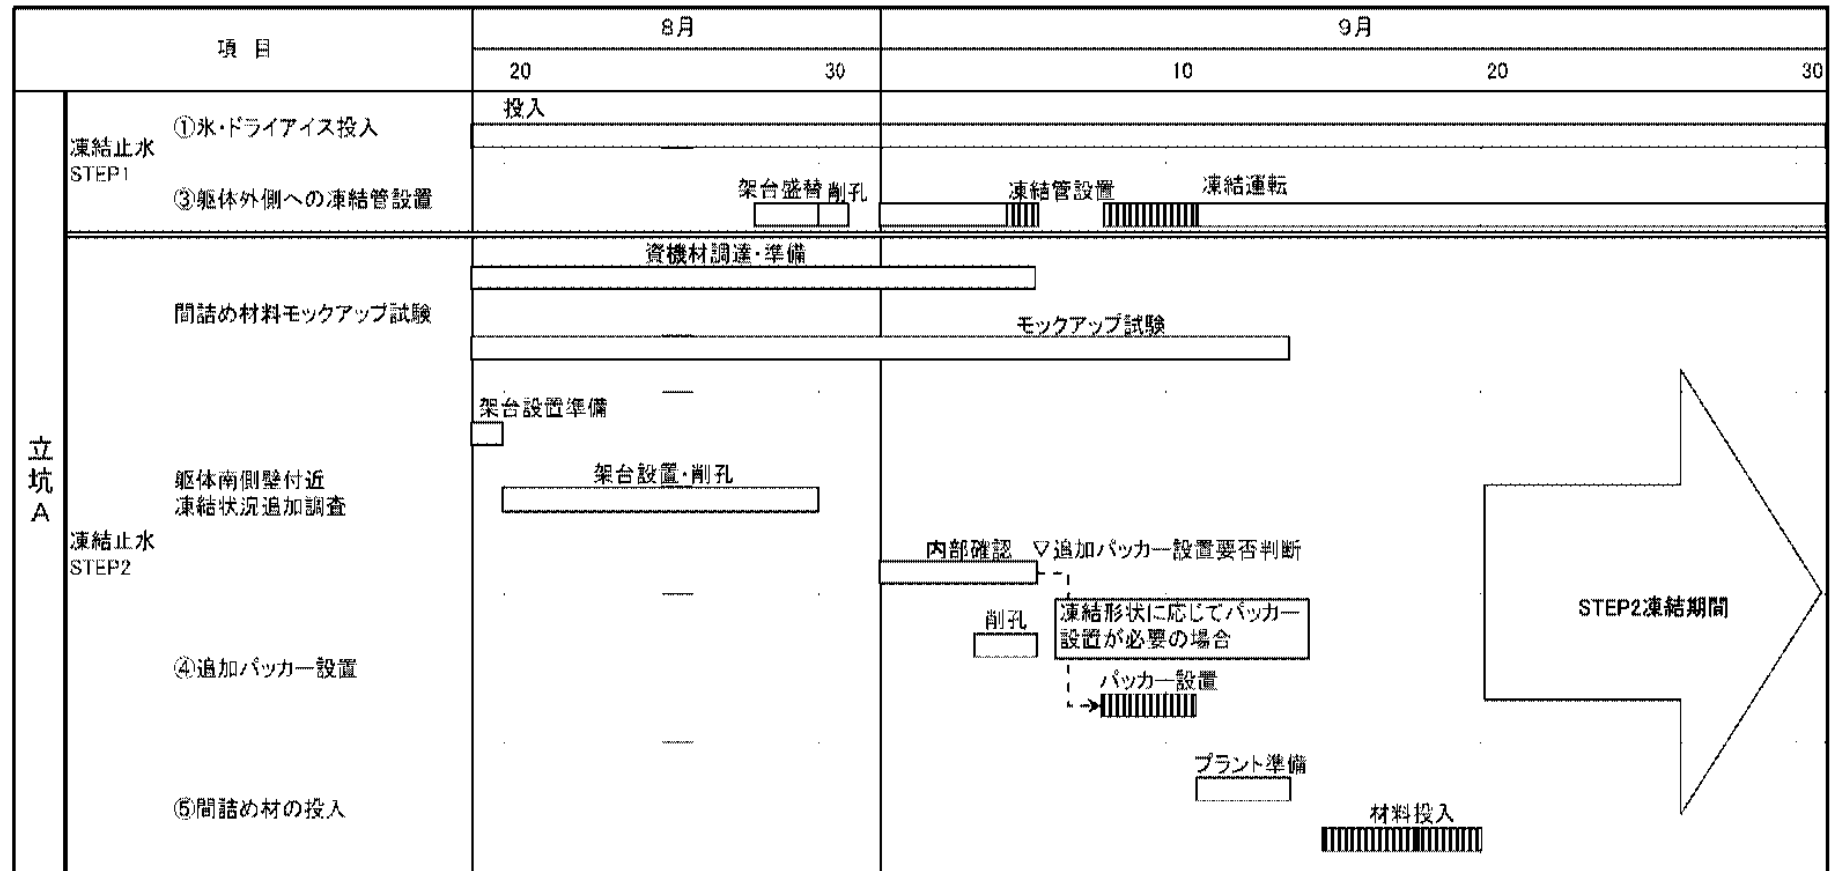 項 目
8月
9月
20
30
10
20
30
立坑A
凍結止水
STEP1
①氷・ドライアイス投入
投入
③躯体外側への凍結管設置
架台盛替
削孔
凍結管設置
凍結運転
凍結止水
STEP2
間詰め材料モックアップ試験
資機材調達・準備
モックアップ試験
躯体南側壁付近
凍結状況追加調査
架台設置準備
架台設置・削孔
内部確認
▽追加パッカー設置要否判断
④追加パッカー設置
削孔
凍結形状に応じてパッカー
設置が必要の場合
パッカー設置
⑤間詰め材の投入
プラント準備
材料投入
STEP2凍結期間